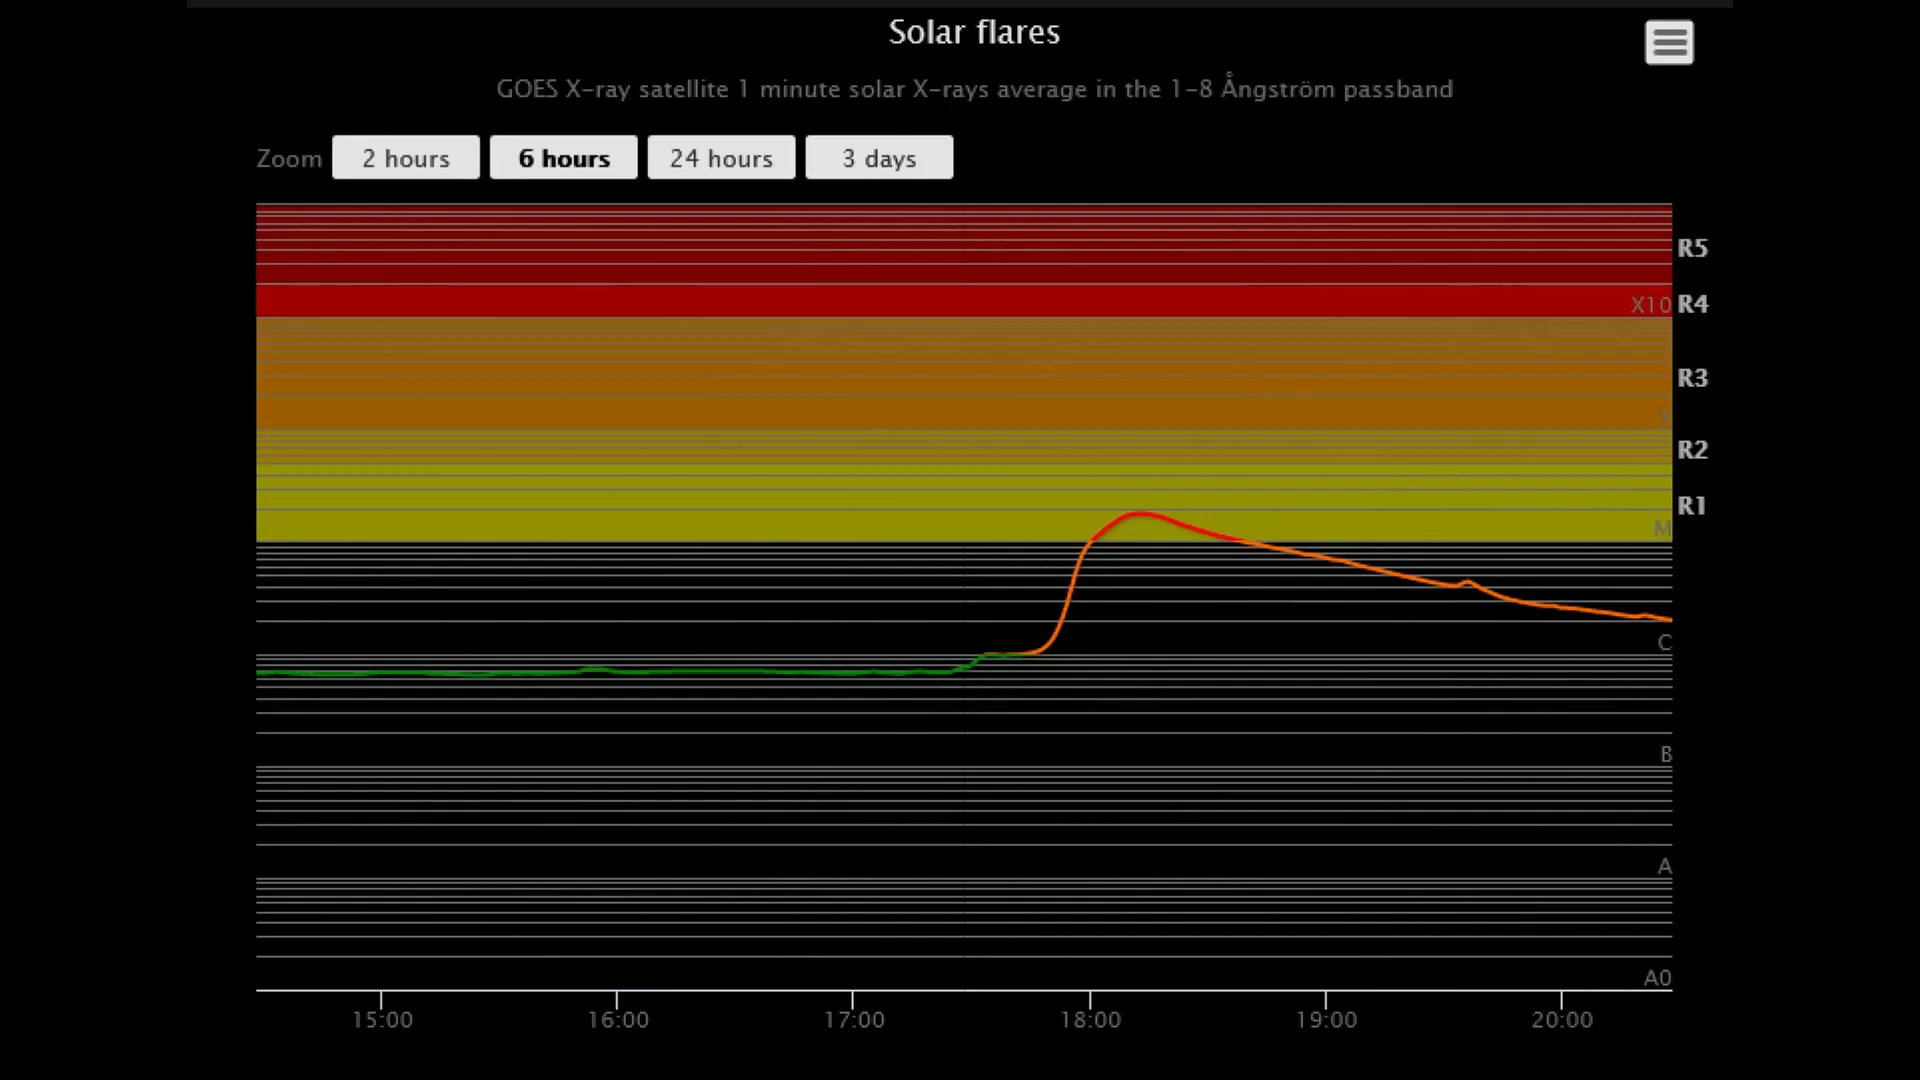 Solar flares
GOES X-ray satellite 1 minute solar X-rays average in the 1-8 Ångström passband
Zoom 2 hours 6 hours 24 hours 3 days
R5
X10 R4
R3
X
R2
R1
M
C
B
A
A0
15:00 16:00 17:00 18:00 19:00 20:00